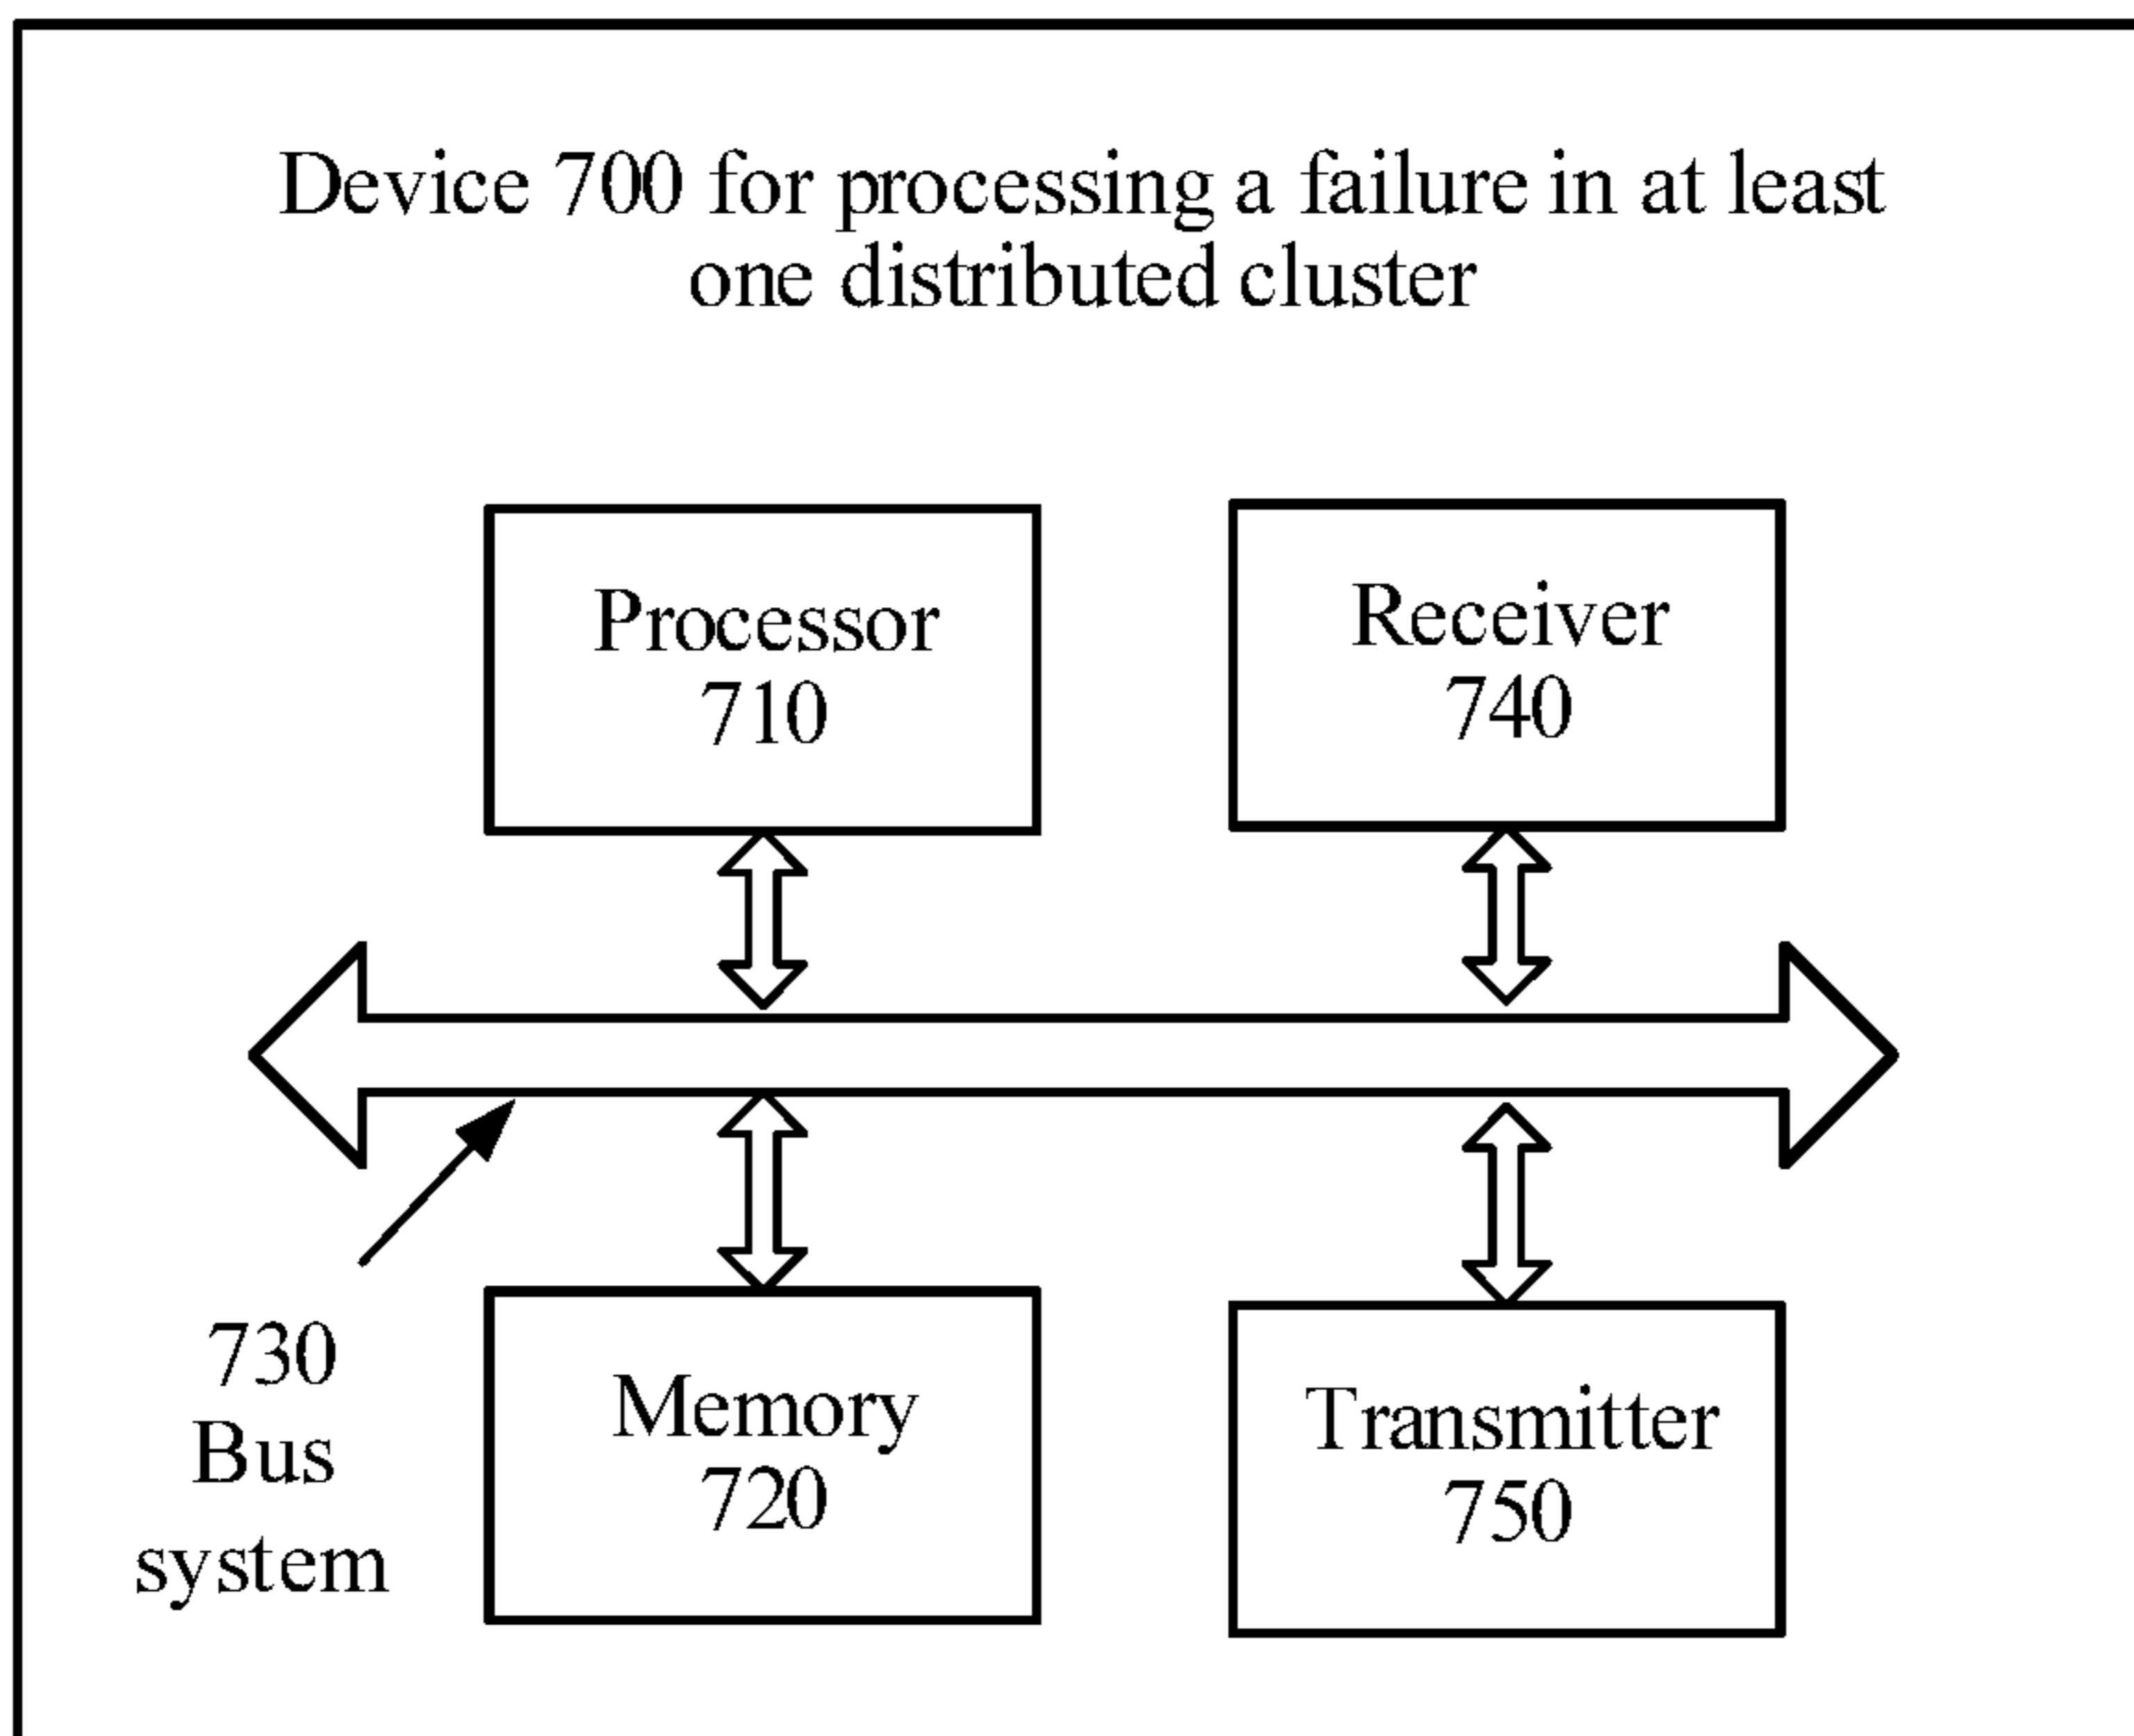 Device 700 for processing a failure in at least
one distributed cluster
Processor
710
Receiver
740
730
Bus
system
Memory
720
Transmitter
750